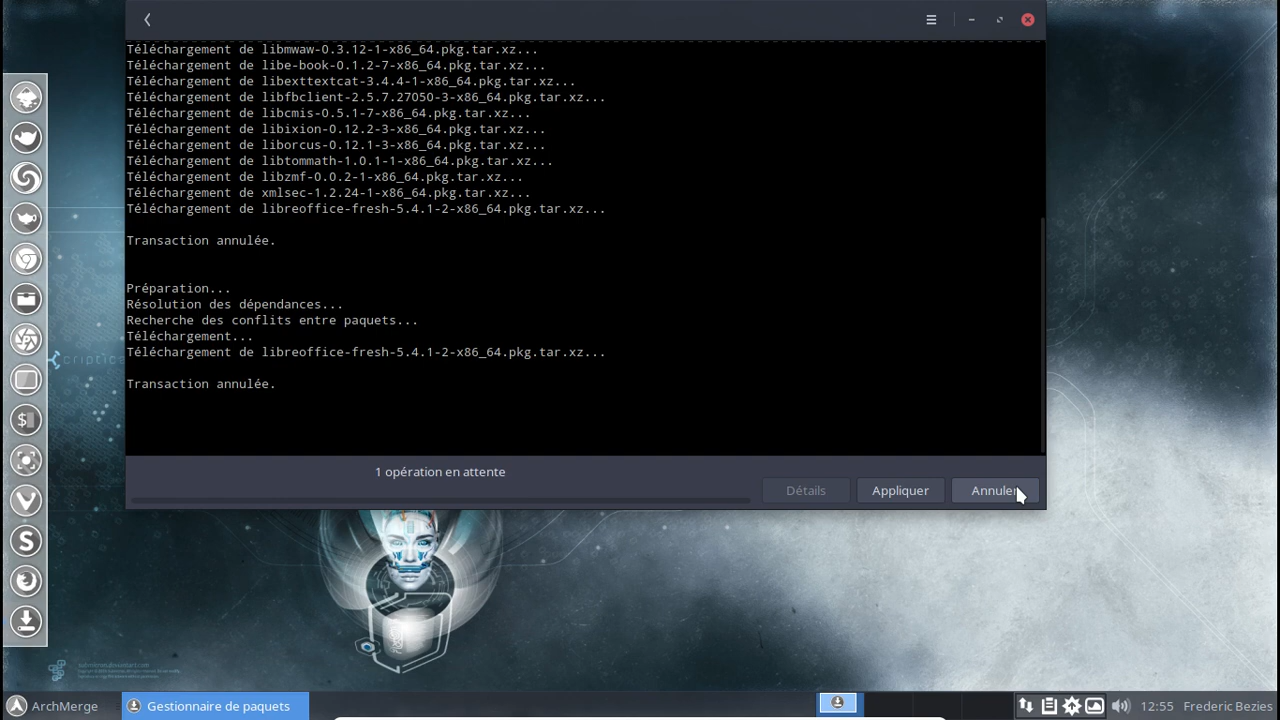 Téléchargement de libmwaw-0.3.12-1-x86_64.pkg.tar.xz...
Téléchargement de libe-book-0.1.2-7-x86_64.pkg.tar.xz...
Téléchargement de libexttextcat-3.4.4-1-x86_64.pkg.tar.xz...
Téléchargement de libfbclient-2.5.7.27050-3-x86_64.pkg.tar.xz...
Téléchargement de libcmis-0.5.1-7-x86_64.pkg.tar.xz...
Téléchargement de libixion-0.12.2-3-x86_64.pkg.tar.xz...
Téléchargement de liborcus-0.12.1-3-x86_64.pkg.tar.xz...
Téléchargement de libtommath-1.0.1-1-x86_64.pkg.tar.xz...
Téléchargement de libzmf-0.0.2-1-x86_64.pkg.tar.xz...
Téléchargement de xmlsec-1.2.24-1-x86_64.pkg.tar.xz...
Téléchargement de libreoffice-fresh-5.4.1-2-x86_64.pkg.tar.xz...
Transaction annulée.
Préparation...
Résolution des dépendances...
Recherche des conflits entre paquets...
Téléchargement...
Téléchargement de libreoffice-fresh-5.4.1-2-x86_64.pkg.tar.xz...
Transaction annulée.
1 opération en attente
Détails Appliquer Annuler
ArchMerge Gestionnaire de paquets 12:55 Frederic Bezies